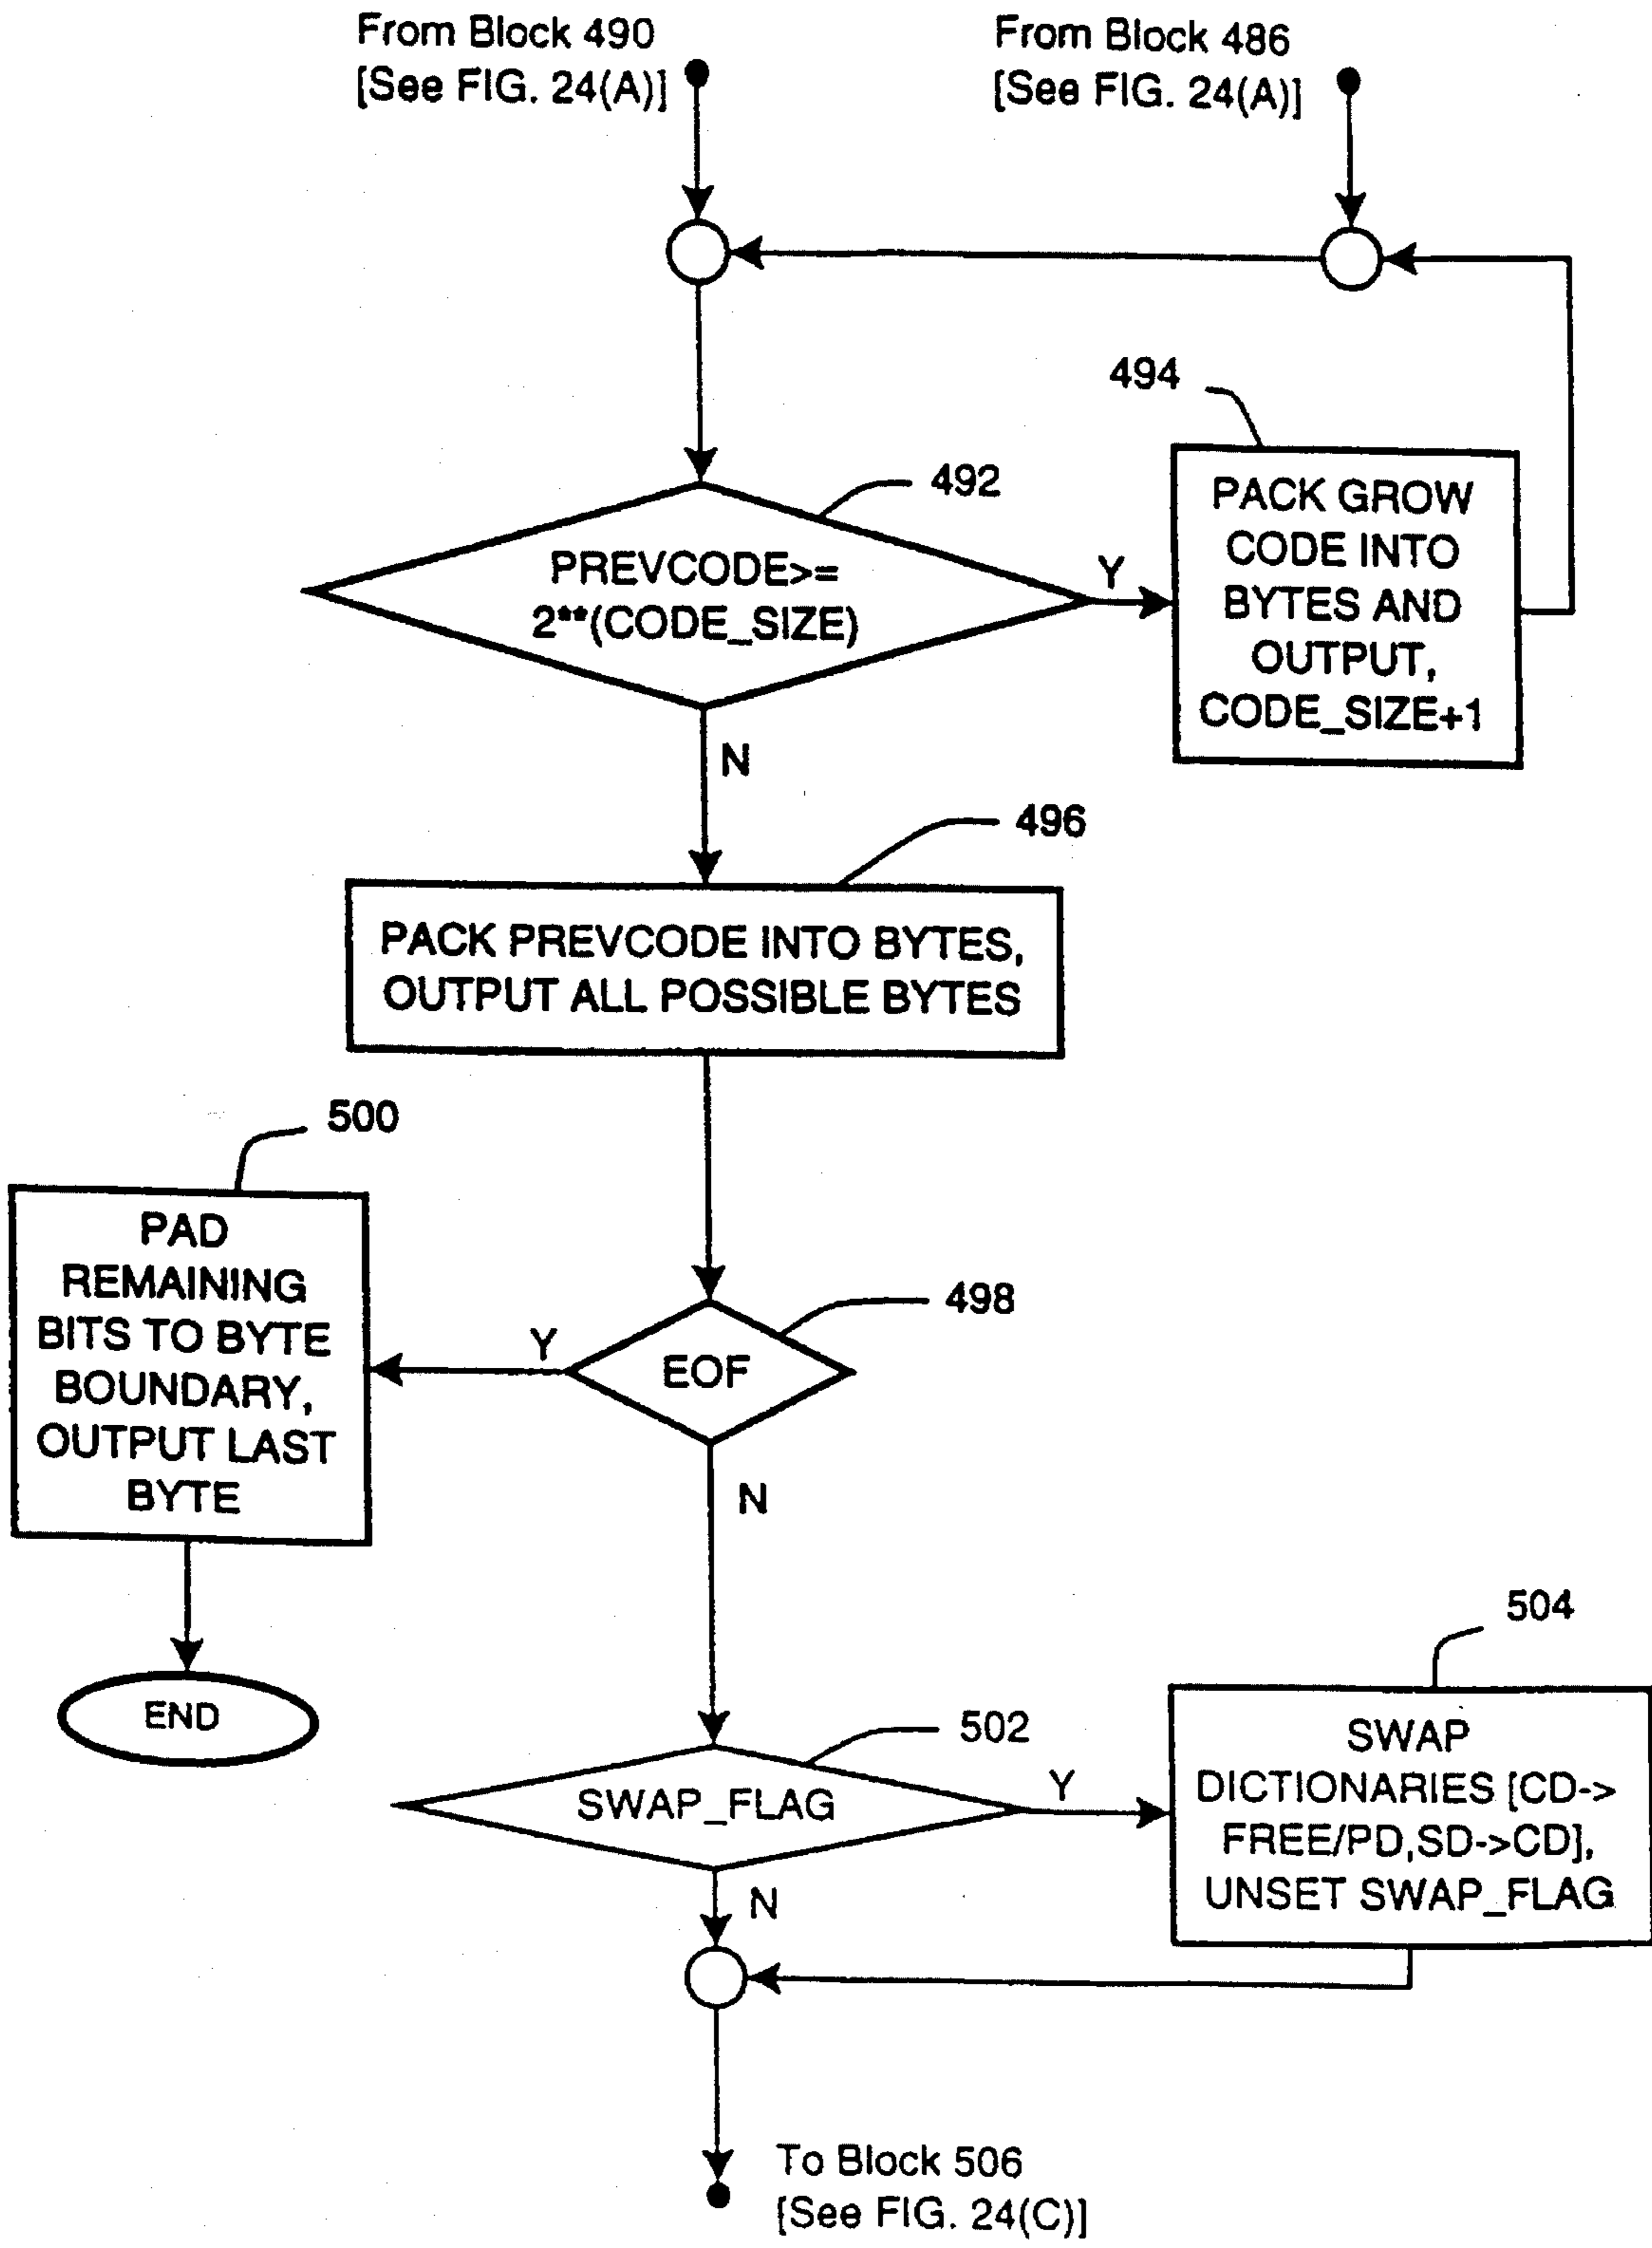 From Block 490
[See FIG. 24(A)]
From Block 486
[See FIG. 24(A)]
494
PACK GROW
CODE INTO
BYTES AND
OUTPUT,
CODE_SIZE+1
492
PREVCODE>=
2**(CODE_SIZE)
Y
N
496
PACK PREVCODE INTO BYTES,
OUTPUT ALL POSSIBLE BYTES
500
PAD
REMAINING
BITS TO BYTE
BOUNDARY,
OUTPUT LAST
BYTE
498
EOF
Y
N
END
504
SWAP
DICTIONARIES [CD->
FREE/PD,SD->CD],
UNSET SWAP_FLAG
502
SWAP_FLAG
Y
N
To Block 506
[See FIG. 24(C)]